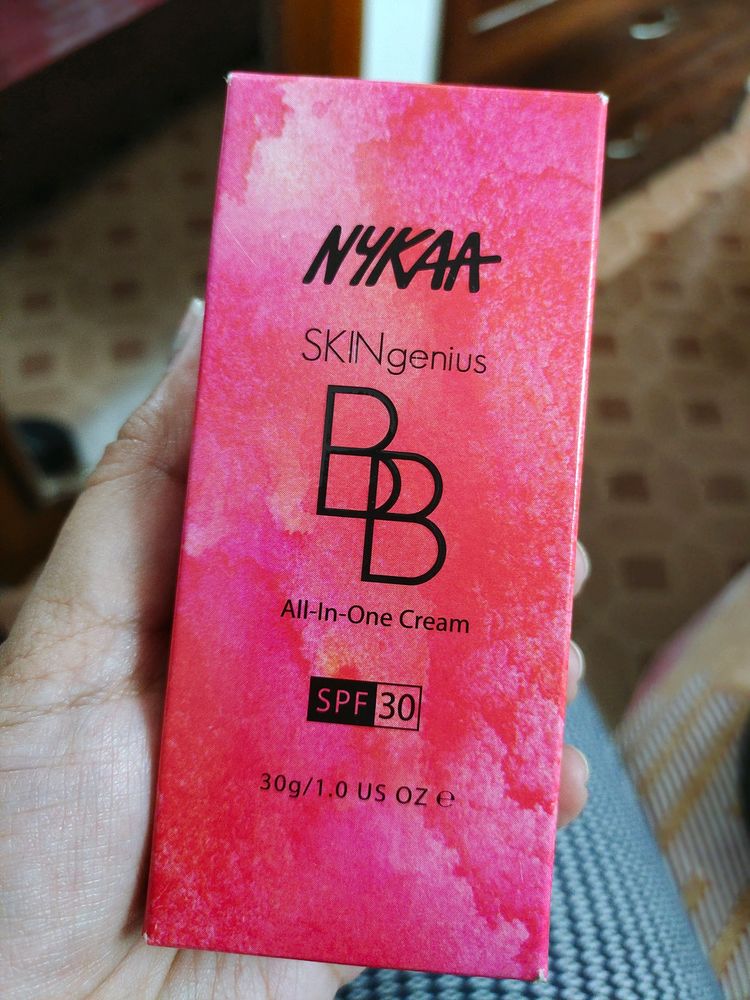 NYKAA
SKINgenius
BB
All-In-One Cream
SPF 30
30g/1.0 US OZ ℮